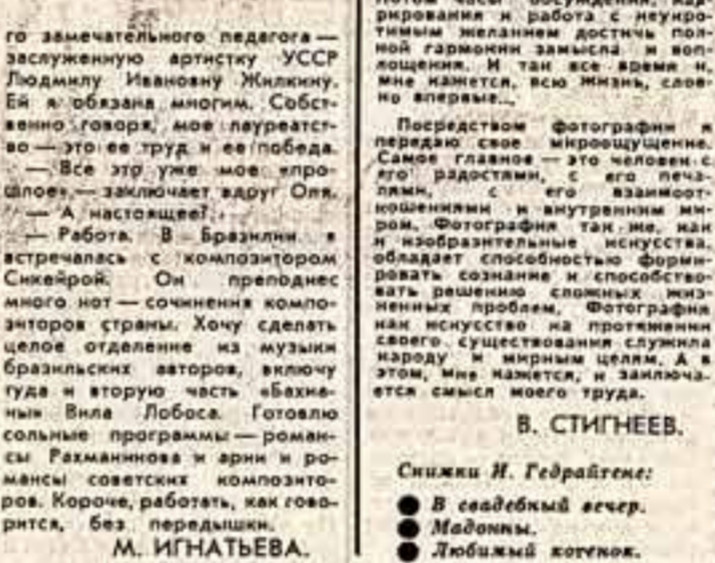 го замечательного педагога —
заслуженную артистку УССР
Людмилу Ивановну Жилкину.
Ей я обязана многим. Собст-
венно говоря, мое лауреатст-
во — это ее труд и ее победа.
— Все это уже мое «про-
шлое», — заключает вдруг Оля.
— А настоящее?
— Работа. В Бразилии я
встречалась с композитором
Сикейрой. Он преподнес
много нот — сочинения компо-
зиторов страны. Хочу сделать
целое отделение из музыки
бразильских авторов, включу
туда и вторую часть «Бахиа-
ны» Вила Лобоса. Готовлю
сольные программы — роман-
сы Рахманинова и арии и ро-
мансы советских композито-
ров. Короче, работать, как гово-
рится, без передышки.
М. ИГНАТЬЕВА.
рирования и работа с неукро-
тимым желанием достичь пол-
ной гармонии замысла и воп-
лощения. И так все время и,
мне кажется, всю жизнь, слов-
но впервые...
Посредством фотографии я
передаю свое мироощущение.
Самое главное — это человек с
его радостями, с его печа-
лями, с его взаимоот-
ношениями и внутренним ми-
ром. Фотография так же, как
и изобразительные искусства,
обладает способностью форми-
ровать сознание и способство-
вать решению сложных жиз-
ненных проблем. Фотография
как искусство на протяжении
своего существования служила
народу и мирным целям. А в
этом, мне кажется, и заключа-
ется смысл моего труда.
В. СТИГНЕЕВ.
Снимки И. Гедрайтене:
● В свадебный вечер.
● Мадонны.
● Любимый котенок.